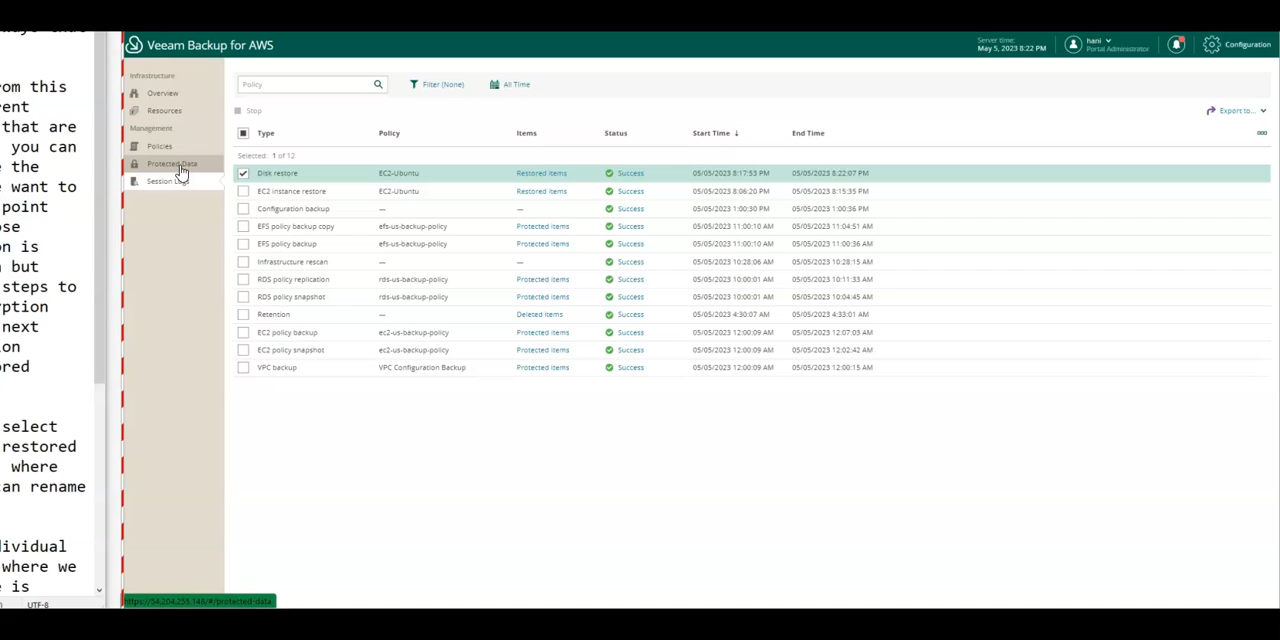 om this
rent
that are
you can
the
want to
point
ose
on is
but
steps to
yption
next
on
ored
select
restored
where
an rename
dividual
where we
e is
UTF-8
Veeam Backup for AWS
Server time:
May 5, 2023 8:22 PM
hani
Portal Administrator
Configuration
Infrastructure
Overview
Resources
Management
Policies
Protected Data
Session Logs
Policy
Filter (None)
All Time
Stop
Export to...
Type Policy Items Status Start Time ↓ End Time
Selected: 1 of 12
Disk restore EC2-Ubuntu Restored items Success 05/05/2023 8:17:53 PM 05/05/2023 8:22:07 PM
EC2 instance restore EC2-Ubuntu Restored items Success 05/05/2023 8:06:20 PM 05/05/2023 8:15:35 PM
Configuration backup — — Success 05/05/2023 1:00:30 PM 05/05/2023 1:00:36 PM
EFS policy backup copy efs-us-backup-policy Protected items Success 05/05/2023 11:00:10 AM 05/05/2023 11:04:51 AM
EFS policy backup efs-us-backup-policy Protected items Success 05/05/2023 11:00:10 AM 05/05/2023 11:00:36 AM
Infrastructure rescan — — Success 05/05/2023 10:28:06 AM 05/05/2023 10:28:15 AM
RDS policy replication rds-us-backup-policy Protected items Success 05/05/2023 10:00:01 AM 05/05/2023 10:11:33 AM
RDS policy snapshot rds-us-backup-policy Protected items Success 05/05/2023 10:00:01 AM 05/05/2023 10:04:45 AM
Retention — Deleted items Success 05/05/2023 4:30:07 AM 05/05/2023 4:33:01 AM
EC2 policy backup ec2-us-backup-policy Protected items Success 05/05/2023 12:00:09 AM 05/05/2023 12:07:03 AM
EC2 policy snapshot ec2-us-backup-policy Protected items Success 05/05/2023 12:00:09 AM 05/05/2023 12:02:42 AM
VPC backup VPC Configuration Backup Protected items Success 05/05/2023 12:00:09 AM 05/05/2023 12:00:15 AM
https://54.204.255.148/#/protected-data